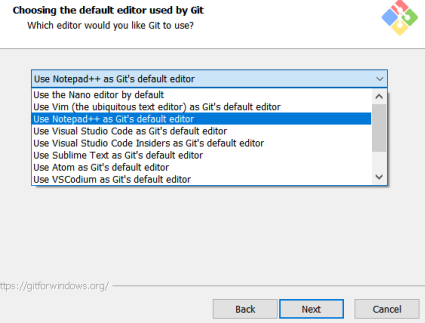 Choosing the default editor used by Git
Which editor would you like Git to use?
Use Notepad++ as Git's default editor
Use the Nano editor by default
Use Vim (the ubiquitous text editor) as Git's default editor
Use Notepad++ as Git's default editor
Use Visual Studio Code as Git's default editor
Use Visual Studio Code Insiders as Git's default editor
Use Sublime Text as Git's default editor
Use Atom as Git's default editor
Use VSCodium as Git's default editor
ttps://gitforwindows.org/
Back
Next
Cancel